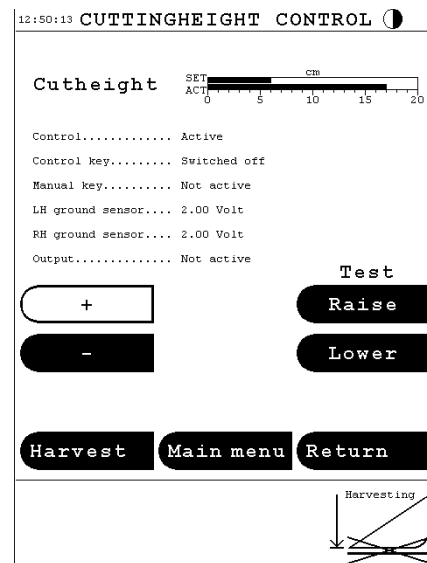 12:50:13 CUTTINGHEIGHT CONTROL
Cutheight
SET
cm
ACT
0 5 10 15 20
Control............. Active
Control key......... Switched off
Manual key.......... Not active
LH ground sensor.... 2.00 Volt
RH ground sensor.... 2.00 Volt
Output.............. Not active
Test
+ Raise
- Lower
Harvest Main menu Return
Harvesting